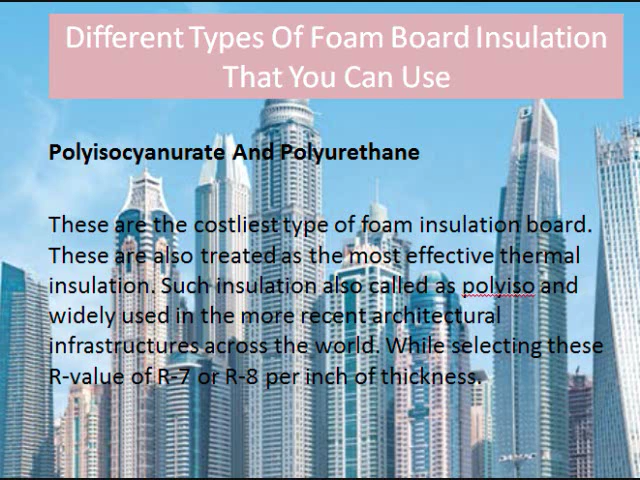 Different Types Of Foam Board Insulation
That You Can Use
Polyisocyanurate And Polyurethane
These are the costliest type of foam insulation board.
These are also treated as the most effective thermal
insulation. Such insulation also called as polyiso and
widely used in the more recent architectural
infrastructures across the world. While selecting these
R-value of R-7 or R-8 per inch of thickness.
DAMAC